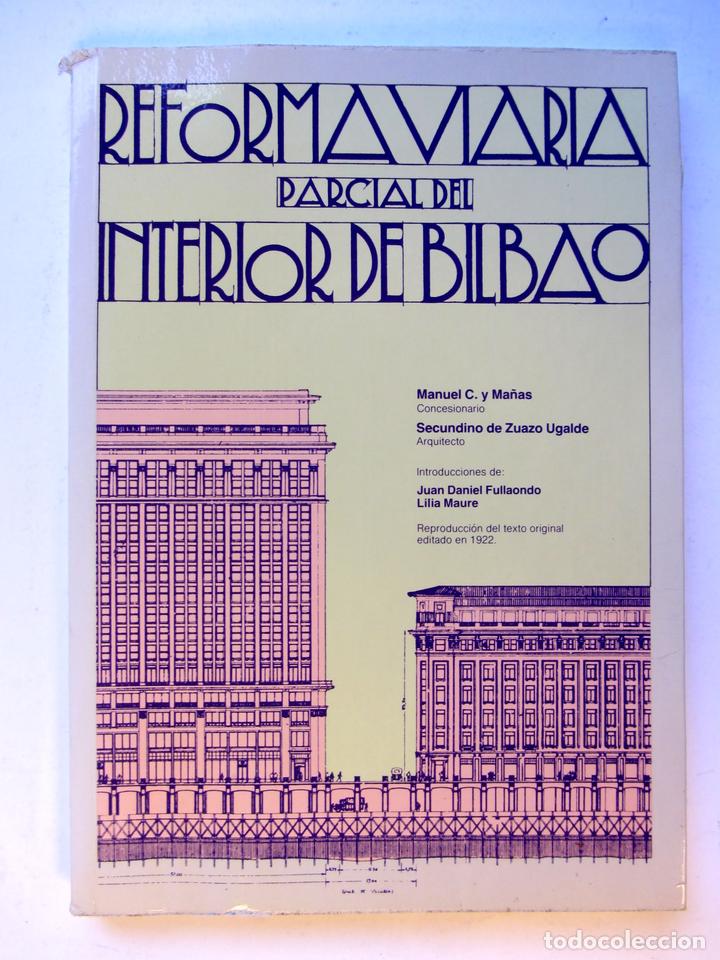 REFORMA VIARIA
PARCIAL DEL
INTERIOR DE BILBAO
Manuel C. y Mañas
Concesionario
Secundino de Zuazo Ugalde
Arquitecto
Introducciones de:
Juan Daniel Fullaondo
Lilia Maure
Reproducción del texto original
editado en 1922.
todocoleccion
todocoleccion